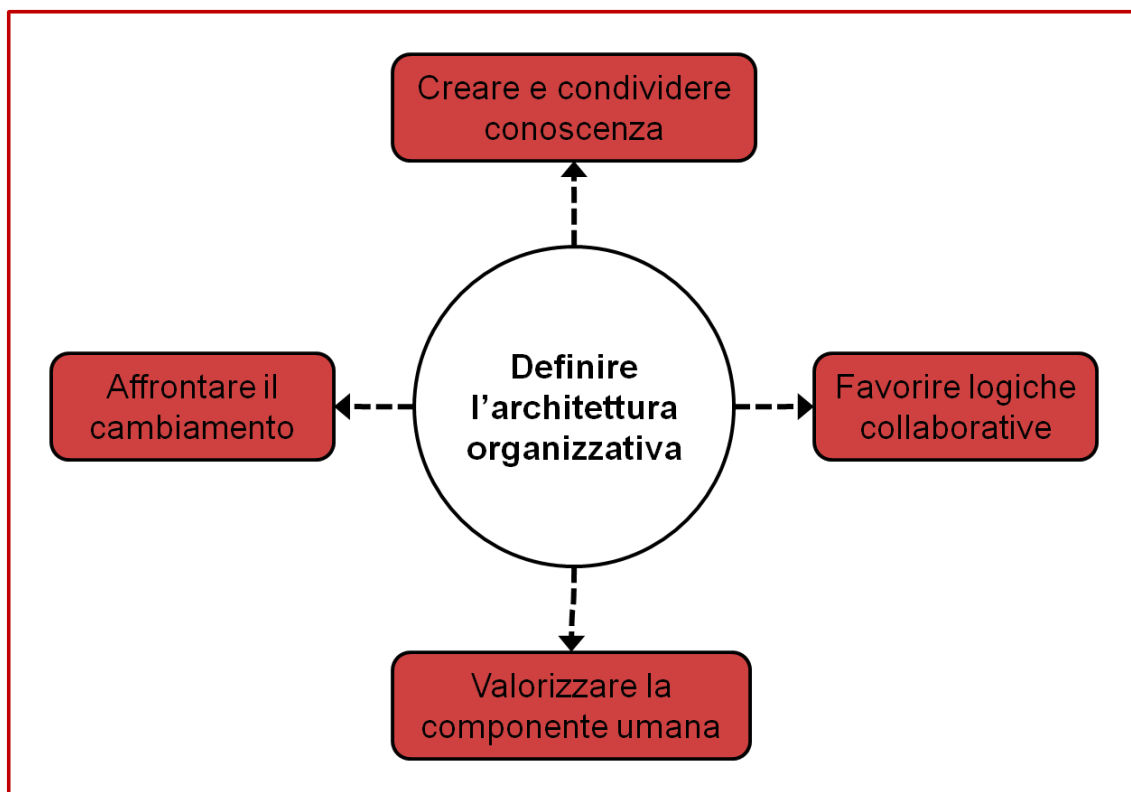 Creare e condividere
conoscenza
Affrontare il
cambiamento
Definire
l’architettura
organizzativa
Favorire logiche
collaborative
Valorizzare la
componente umana